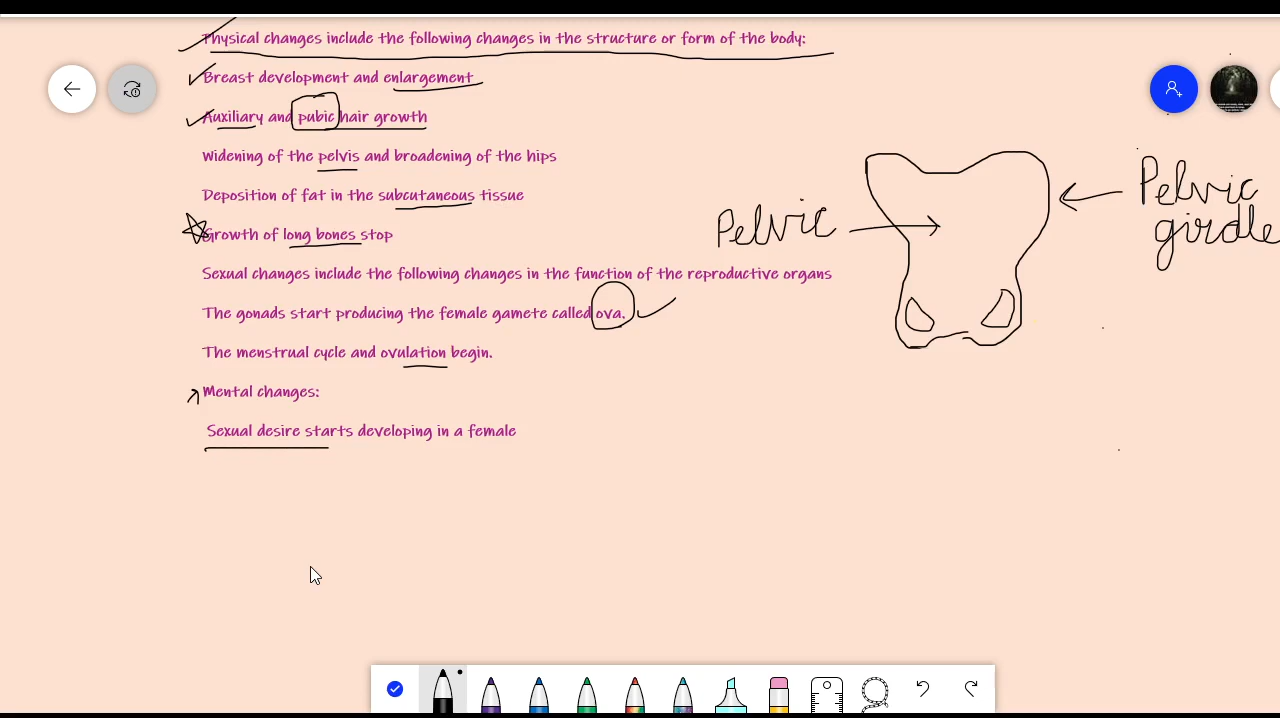 Physical changes include the following changes in the structure or form of the body:
Breast development and enlargement
Auxiliary and pubic hair growth
Widening of the pelvis and broadening of the hips
Deposition of fat in the subcutaneous tissue
Growth of long bones stop
Sexual changes include the following changes in the function of the reproductive organs
The gonads start producing the female gamete called ova.
The menstrual cycle and ovulation begin.
Mental changes:
Sexual desire starts developing in a female
Pelvic
Pelvic
girdle